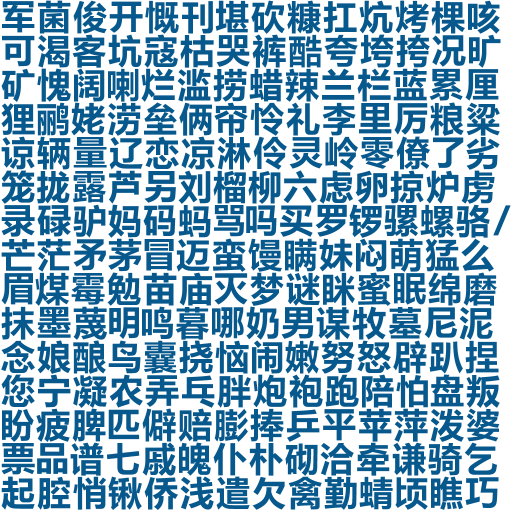 军菌俊开慨刊堪砍糠扛炕烤棵咳
可渴客坑寇枯哭裤酷夸垮挎况旷
矿愧阔喇烂滥捞蜡辣兰栏蓝累厘
狸鹂姥涝垒俩帘怜礼李里厉粮粱
谅辆量辽恋凉淋伶灵岭零僚了劣
笼拢露芦另刘榴柳六虑卵掠炉虏
录碌驴妈码蚂骂吗买罗锣骡螺骆/
芒茫矛茅冒迈蛮馒瞒妹闷萌猛么
眉煤霉勉苗庙灭梦谜眯蜜眠绵磨
抹墨蔑明鸣暮哪奶男谋牧墓尼泥
念娘酿鸟囊挠恼闹嫩努怒辟趴捏
您宁凝农弄乓胖炮袍跑陪怕盘叛
盼疲脾匹僻赔膨捧乒平苹萍泼婆
票品谱七戚魄仆朴砌洽牵谦骑乞
起腔悄锹侨浅遣欠禽勤蜻顷瞧巧